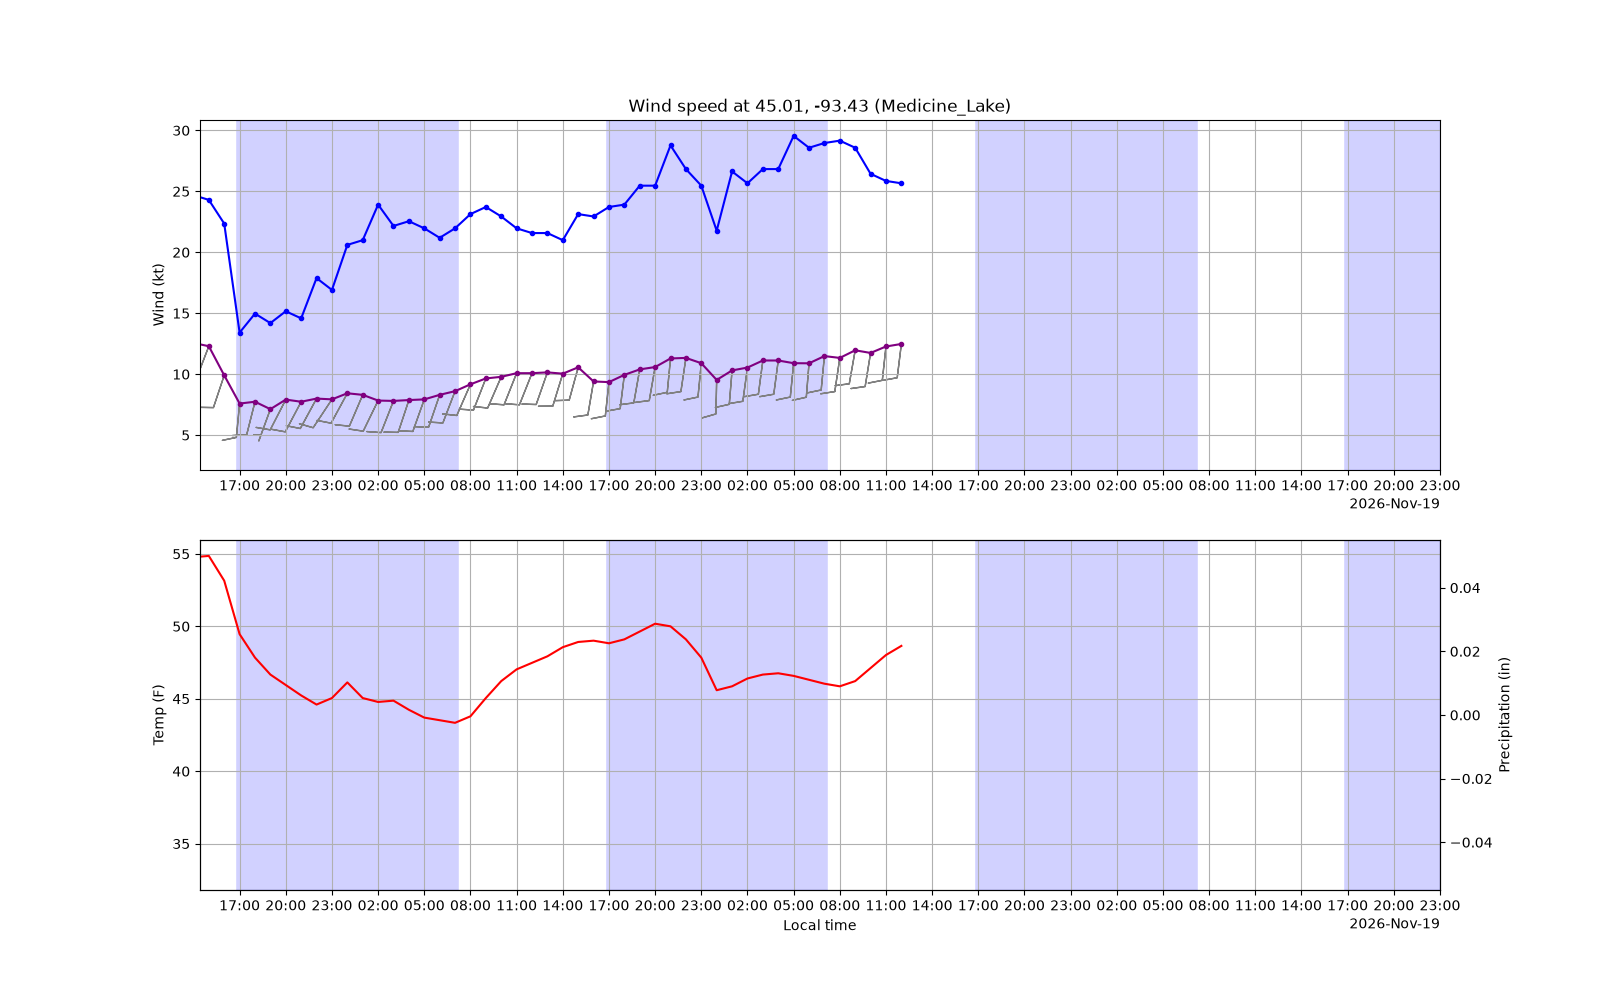 Wind speed at 45.01, -93.43 (Medicine_Lake)
30
25
20
15
10
5
Wind (kt)
17:00 20:00 23:00 02:00 05:00 08:00 11:00 14:00 17:00 20:00 23:00 02:00 05:00 08:00 11:00 14:00 17:00 20:00 23:00 02:00 05:00 08:00 11:00 14:00 17:00 20:00 23:00
2026-Nov-19
55
50
45
40
35
Temp (F)
0.04
0.02
0.00
−0.02
−0.04
Precipitation (in)
17:00 20:00 23:00 02:00 05:00 08:00 11:00 14:00 17:00 20:00 23:00 02:00 05:00 08:00 11:00 14:00 17:00 20:00 23:00 02:00 05:00 08:00 11:00 14:00 17:00 20:00 23:00
Local time
2026-Nov-19